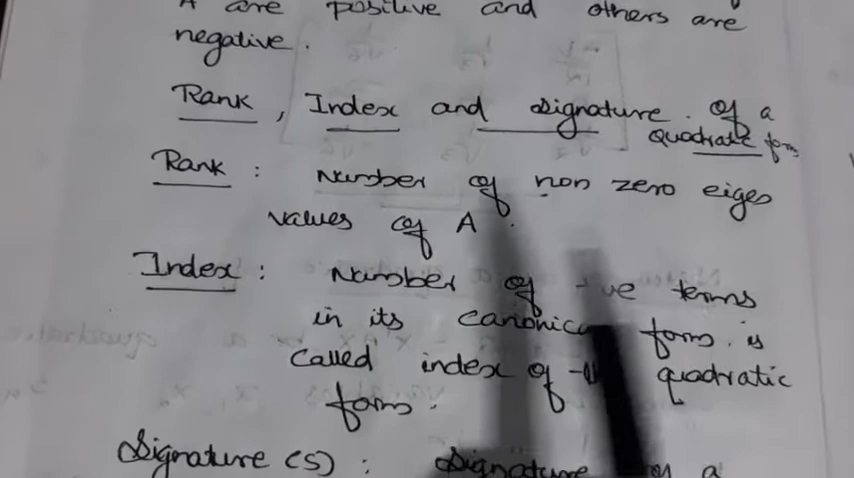 A are positive and others are
negative.
Rank, Index and signature. Of a
quadratic form
Rank : Number of non zero eigen
values of A.
Index : Number of +ve terms
in its canonical form. is
called index of quadratic
form.
Signature (S) : Signature of a